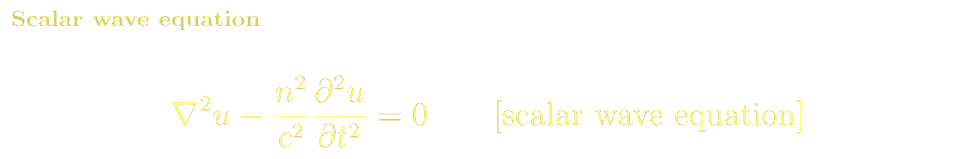 Scalar wave equation
∇²u − n²/c² ∂²u/∂t² = 0 [scalar wave equation]